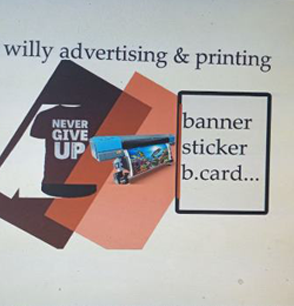 willy advertising & printing
NEVER
GIVE
UP
banner
sticker
b.card...